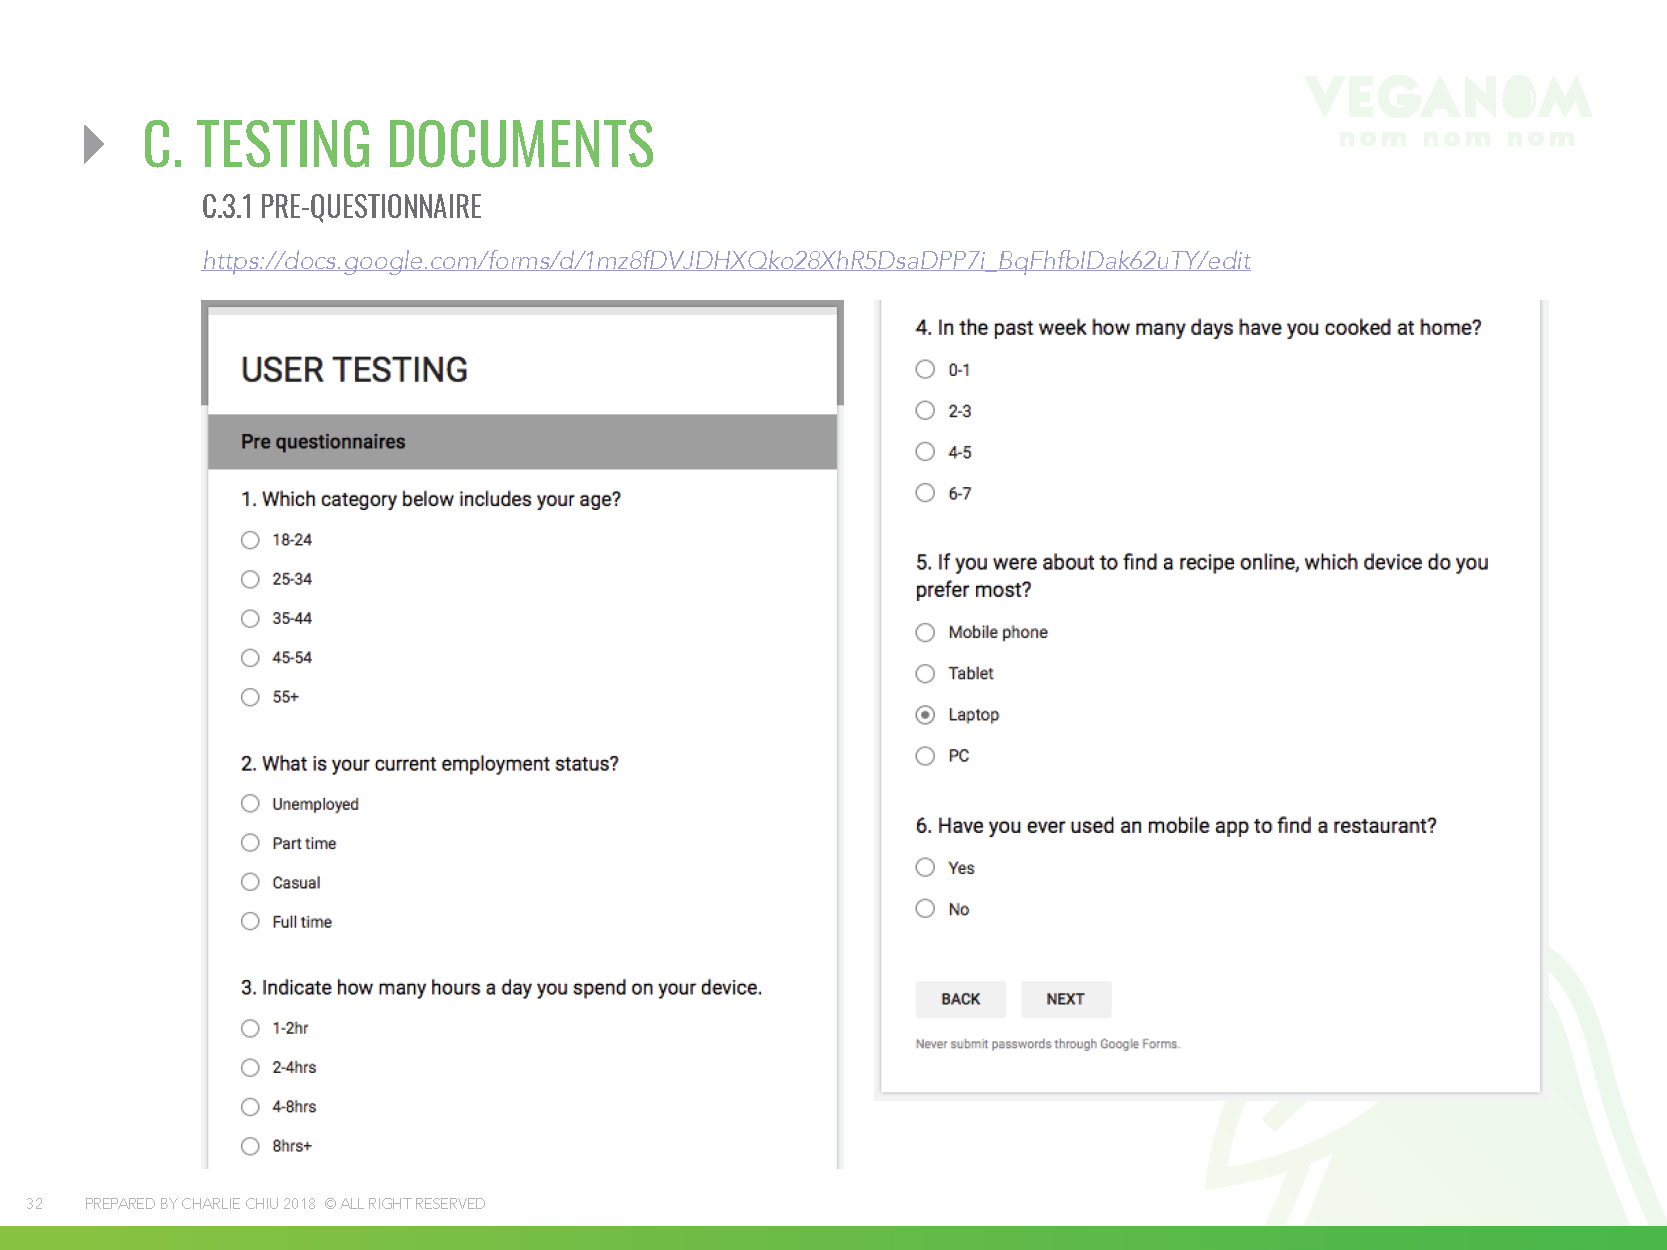 VEGANOM
nom nom nom
C. TESTING DOCUMENTS
C.3.1 PRE-QUESTIONNAIRE
https://docs.google.com/forms/d/1mz8fDVJDHXQko28XhR5DsaDPP7i_BqFhfbIDak62uTY/edit
USER TESTING
Pre questionnaires
1. Which category below includes your age?
18-24
25-34
35-44
45-54
55+
2. What is your current employment status?
Unemployed
Part time
Casual
Full time
3. Indicate how many hours a day you spend on your device.
1-2hr
2-4hrs
4-8hrs
8hrs+
4. In the past week how many days have you cooked at home?
0-1
2-3
4-5
6-7
5. If you were about to find a recipe online, which device do you
prefer most?
Mobile phone
Tablet
Laptop
PC
6. Have you ever used an mobile app to find a restaurant?
Yes
No
BACK NEXT
Never submit passwords through Google Forms.
32 PREPARED BY CHARLIE CHIU 2018 © ALL RIGHT RESERVED